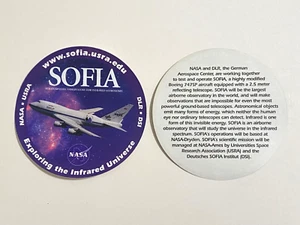 www.sofia.usra.edu
SOFIA
NASA • USRA
DLR • DSI
NASA
Exploring the Infrared Universe
NASA and DLR, the German
Aerospace Center, are working together
to test and operate SOFIA, a highly modified
Boeing 747SP aircraft equipped with a 2.5 meter
reflecting telescope. SOFIA will be the largest
airborne observatory in the world, and will make
observations that are impossible for even the most
powerful ground-based telescopes. Astronomical objects
emit many forms of energy, which neither the human
eye nor ordinary telescopes can detect. Infrared is one
form of this invisible energy. SOFIA is an airborne
observatory that will study the universe in the infrared
spectrum. SOFIA's operations will be based at
NASA-Dryden. SOFIA's scientific mission will be
managed at NASA-Ames by Universities Space
Research Association (USRA) and the
Deutsches SOFIA Institut (DSI).